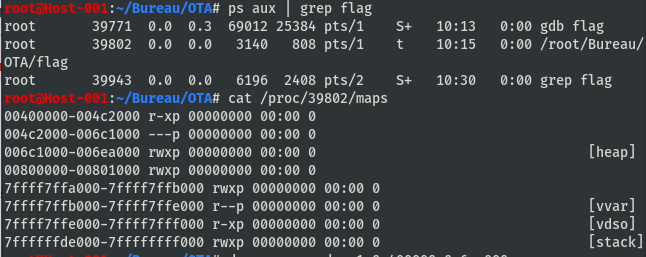 root@Host-001:~/Bureau/OTA# ps aux | grep flag
root       39771  0.0  0.3  69012 25384 pts/1    S+   10:13   0:00 gdb flag
root       39802  0.0  0.0   3140   808 pts/1    t    10:15   0:00 /root/Bureau/
OTA/flag
root       39943  0.0  0.0   6196  2408 pts/2    S+   10:30   0:00 grep flag
root@Host-001:~/Bureau/OTA# cat /proc/39802/maps
00400000-004c2000 r-xp 00000000 00:00 0
004c2000-006c1000 ---p 00000000 00:00 0
006c1000-006ea000 rwxp 00000000 00:00 0                                  [heap]
00800000-00801000 rwxp 00000000 00:00 0
7ffff7ffa000-7ffff7ffb000 rwxp 00000000 00:00 0
7ffff7ffb000-7ffff7ffe000 r--p 00000000 00:00 0                          [vvar]
7ffff7ffe000-7ffff7fff000 r-xp 00000000 00:00 0                          [vdso]
7ffffffde000-7ffffffff000 rwxp 00000000 00:00 0                          [stack]